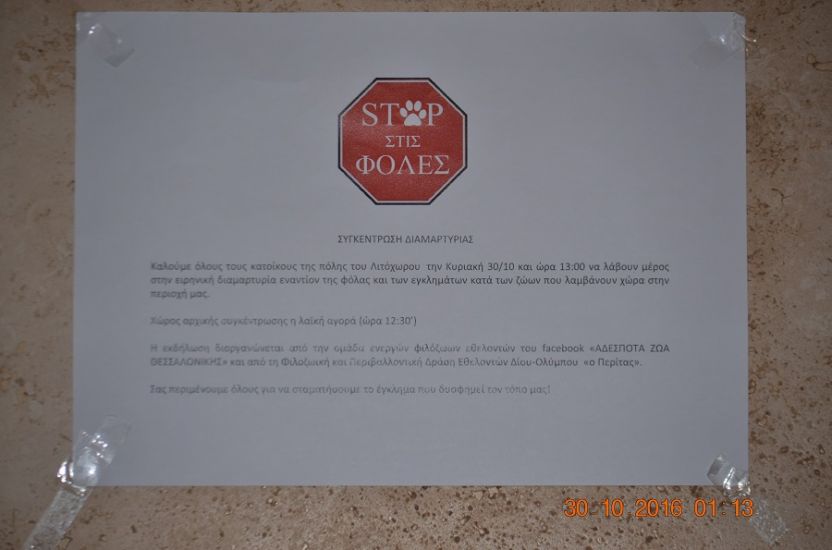 STOP
ΣΤΙΣ
ΦΟΛΕΣ
ΣΥΓΚΕΝΤΡΩΣΗ ΔΙΑΜΑΡΤΥΡΙΑΣ
Καλούμε όλους τους κατοίκους της πόλης του Λιτόχωρου την Κυριακή 30/10 και ώρα 13:00 να λάβουν μέρος
στην ειρηνική διαμαρτυρία εναντίον της φόλας και των εγκλημάτων κατά των ζώων που λαμβάνουν χώρα στην
περιοχή μας.
Χώρος αρχικής συγκέντρωσης η λαϊκή αγορά (ώρα 12:30')
Η εκδήλωση διοργανώνεται από την ομάδα ενεργών φιλόζωων εθελοντών του facebook «ΑΔΕΣΠΟΤΑ ΖΩΑ
ΘΕΣΣΑΛΟΝΙΚΗΣ» και από τη Φιλοζωική και Περιβαλλοντική Δράση Εθελοντών Δίου-Ολύμπου «ο Περίτας».
Σας περιμένουμε όλους για να σταματήσουμε το έγκλημα που δυσφημεί τον τόπο μας!
30 10 2016 01:13